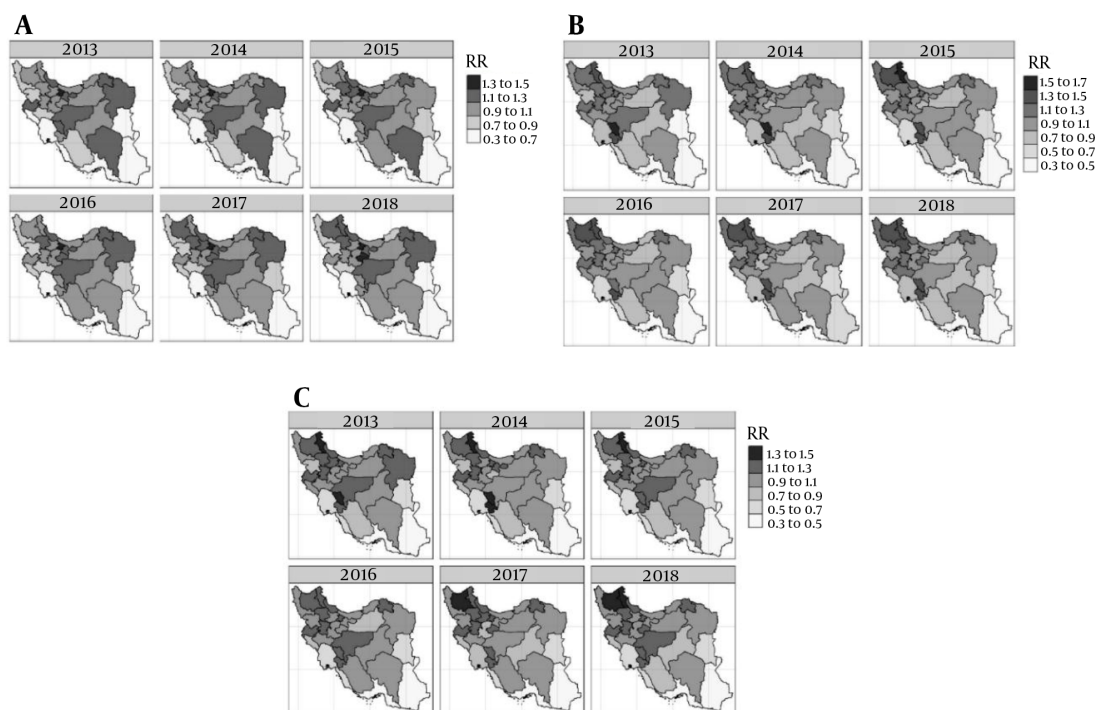 A
2013 2014 2015
RR
1.3 to 1.5
1.1 to 1.3
0.9 to 1.1
0.7 to 0.9
0.3 to 0.7
2016 2017 2018
B
2013 2014 2015
RR
1.5 to 1.7
1.3 to 1.5
1.1 to 1.3
0.9 to 1.1
0.7 to 0.9
0.5 to 0.7
0.3 to 0.5
2016 2017 2018
C
2013 2014 2015
RR
1.3 to 1.5
1.1 to 1.3
0.9 to 1.1
0.7 to 0.9
0.5 to 0.7
0.3 to 0.5
2016 2017 2018